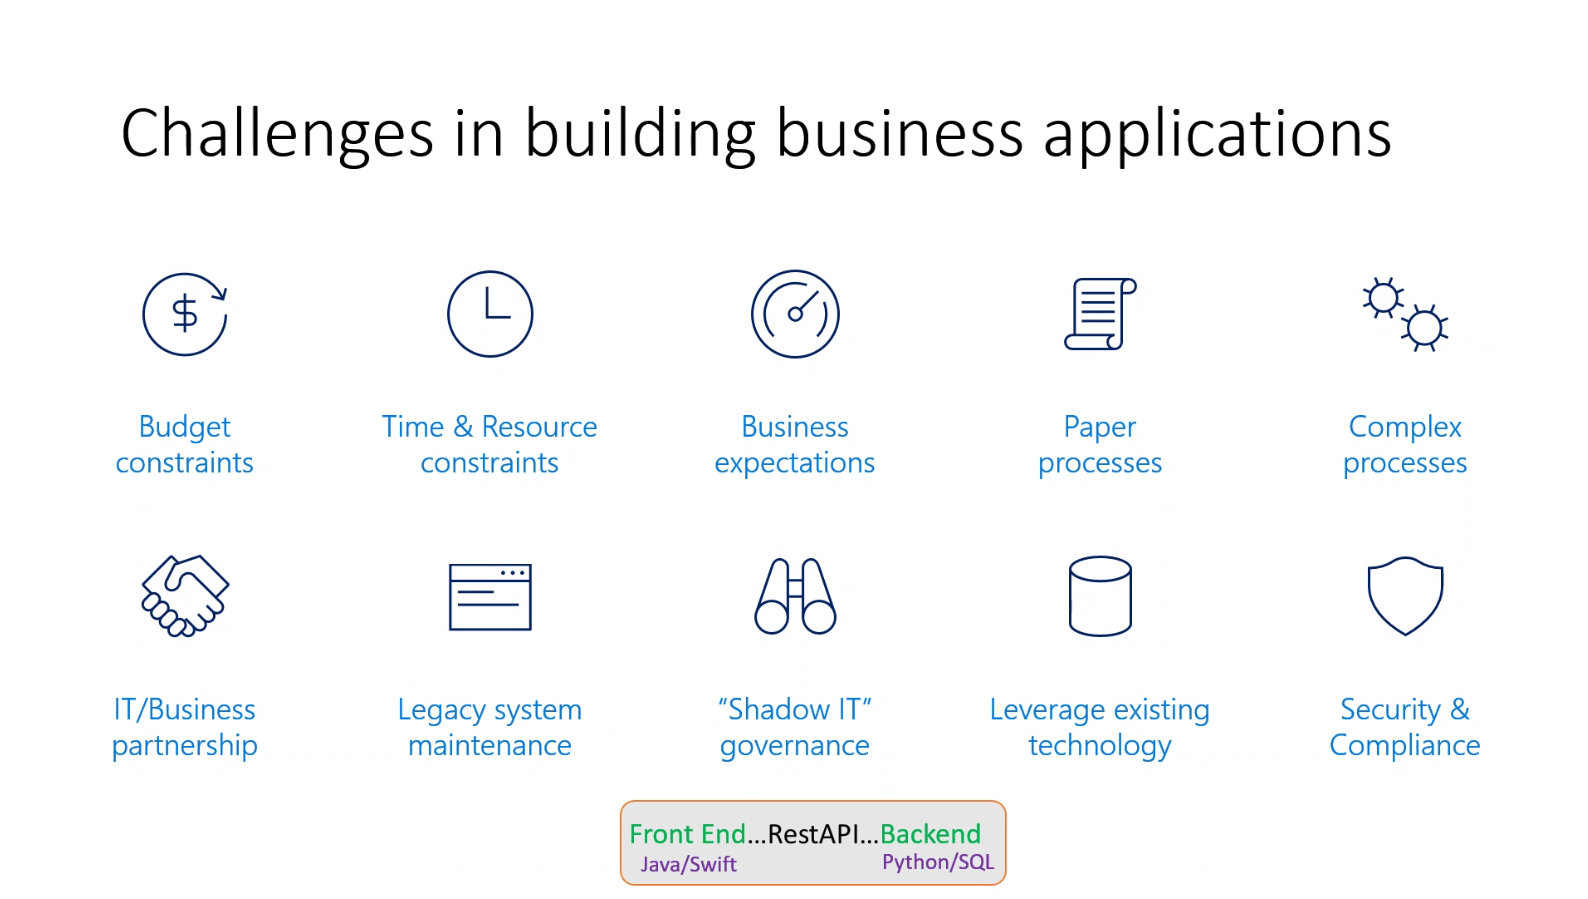 Challenges in building business applications
$
Budget
constraints
Time & Resource
constraints
Business
expectations
Paper
processes
Complex
processes
IT/Business
partnership
Legacy system
maintenance
“Shadow IT”
governance
Leverage existing
technology
Security &
Compliance
Front End...RestAPI...Backend
Java/Swift
Python/SQL